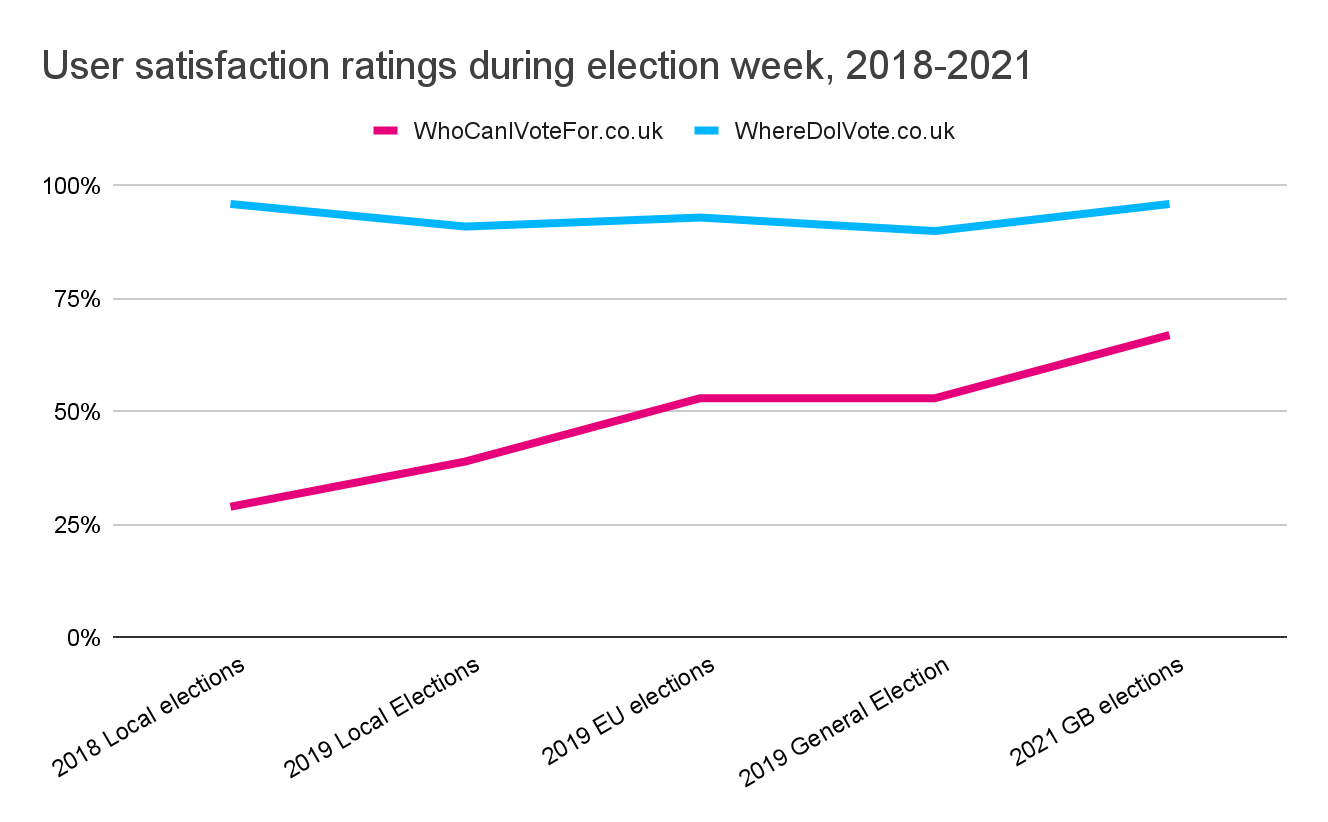 User satisfaction ratings during election week, 2018-2021
WhoCanIVoteFor.co.uk WhereDoIVote.co.uk
100%
75%
50%
25%
0%
2018 Local elections
2019 Local Elections
2019 EU elections
2019 General Election
2021 GB elections